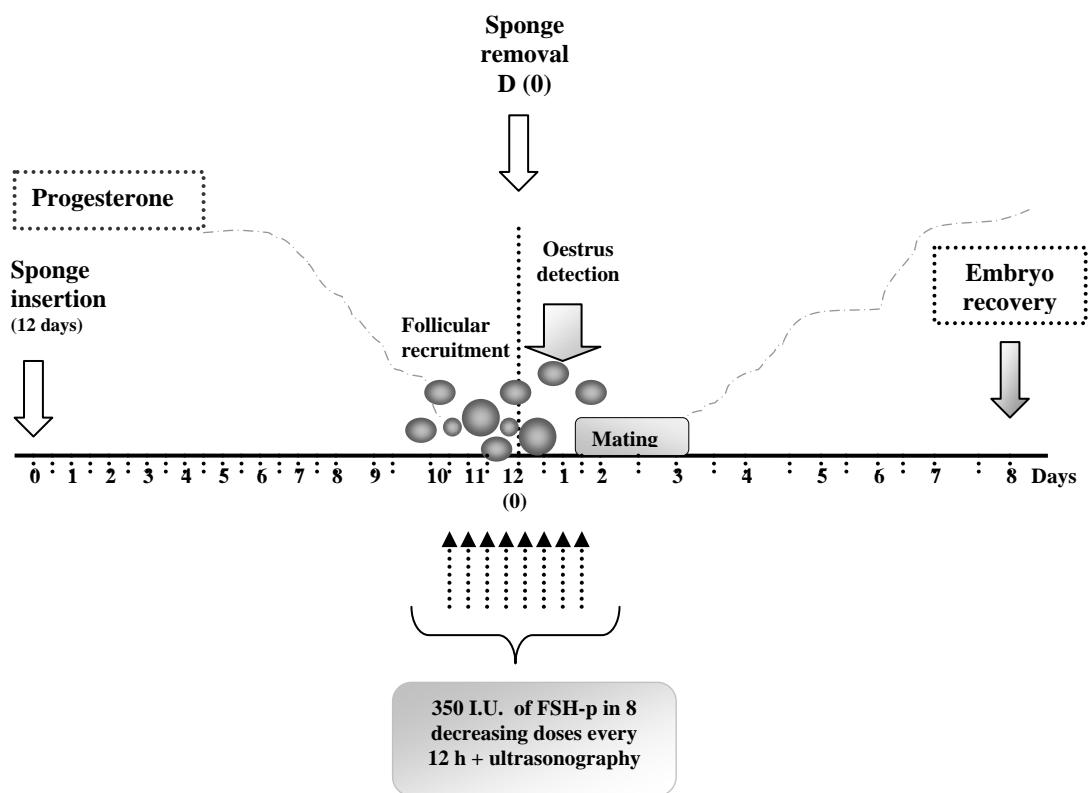 Sponge
removal
D (0)
Progesterone
Sponge
insertion
(12 days)
Oestrus
detection
Follicular
recruitment
Embryo
recovery
Mating
0 1 2 3 4 5 6 7 8 9 10 11 12 1 2 3 5 6 7 8 Days
(0)
350 I.U. of FSH-p in 8
decreasing doses every
12 h + ultrasonography